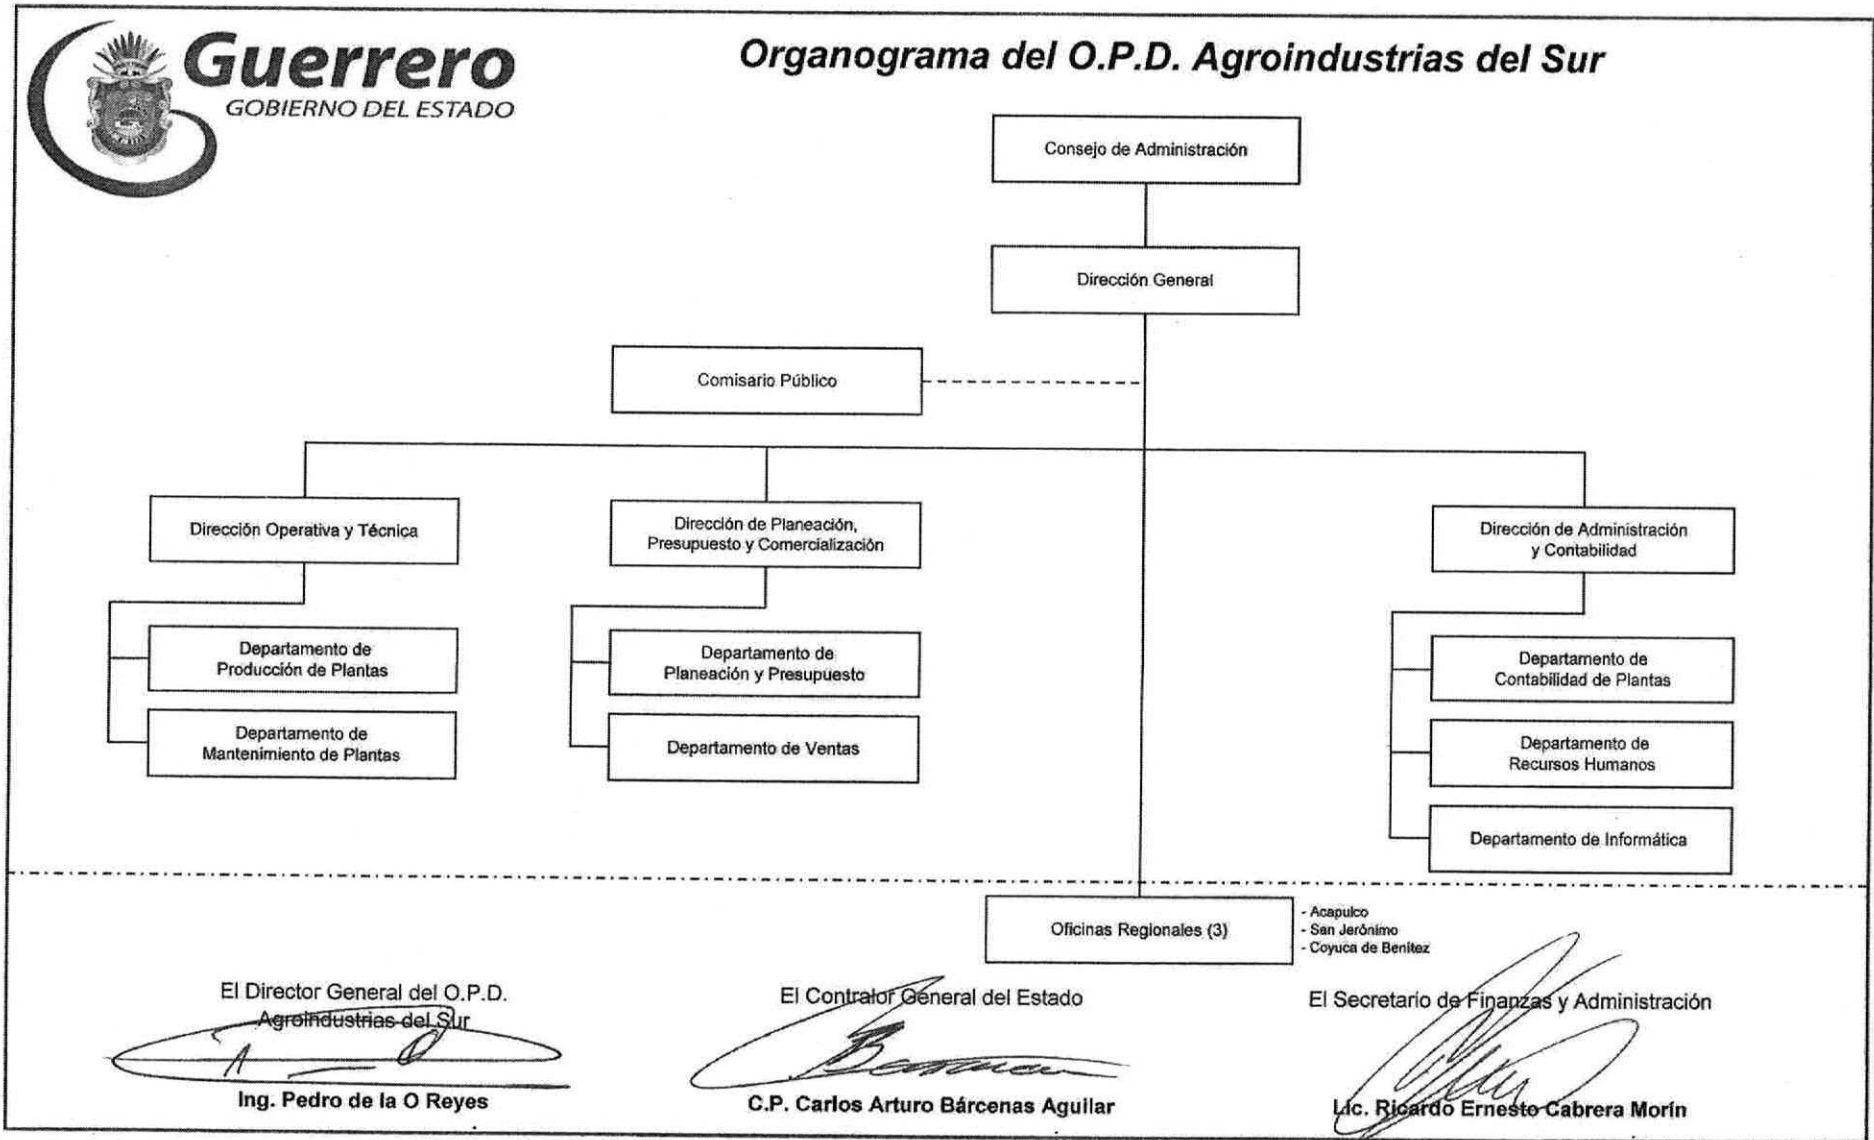 Guerrero
GOBIERNO DEL ESTADO
Organograma del O.P.D. Agroindustrias del Sur
Consejo de Administración
Dirección General
Comisario Público
Dirección Operativa y Técnica
Dirección de Planeación,
Presupuesto y Comercialización
Dirección de Administración
y Contabilidad
Departamento de
Producción de Plantas
Departamento de
Mantenimiento de Plantas
Departamento de
Planeación y Presupuesto
Departamento de Ventas
Departamento de
Contabilidad de Plantas
Departamento de
Recursos Humanos
Departamento de Informática
Oficinas Regionales (3)
- Acapulco
- San Jerónimo
- Coyuca de Benítez
El Director General del O.P.D.
Agroindustrias del Sur
Ing. Pedro de la O Reyes
El Contralor General del Estado
C.P. Carlos Arturo Bárcenas Aguilar
El Secretario de Finanzas y Administración
Lic. Ricardo Ernesto Cabrera Morín